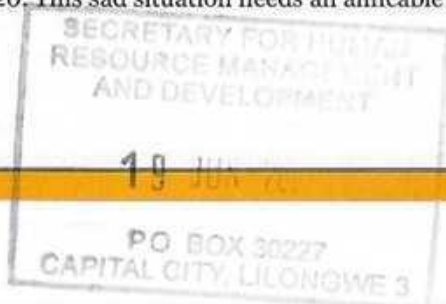 20. This sad situation needs an amicable
SECRETARY FOR HUMAN
RESOURCE MANAGEMENT
AND DEVELOPMENT
19 JUN
PO BOX 30227
CAPITAL CITY, LILONGWE 3